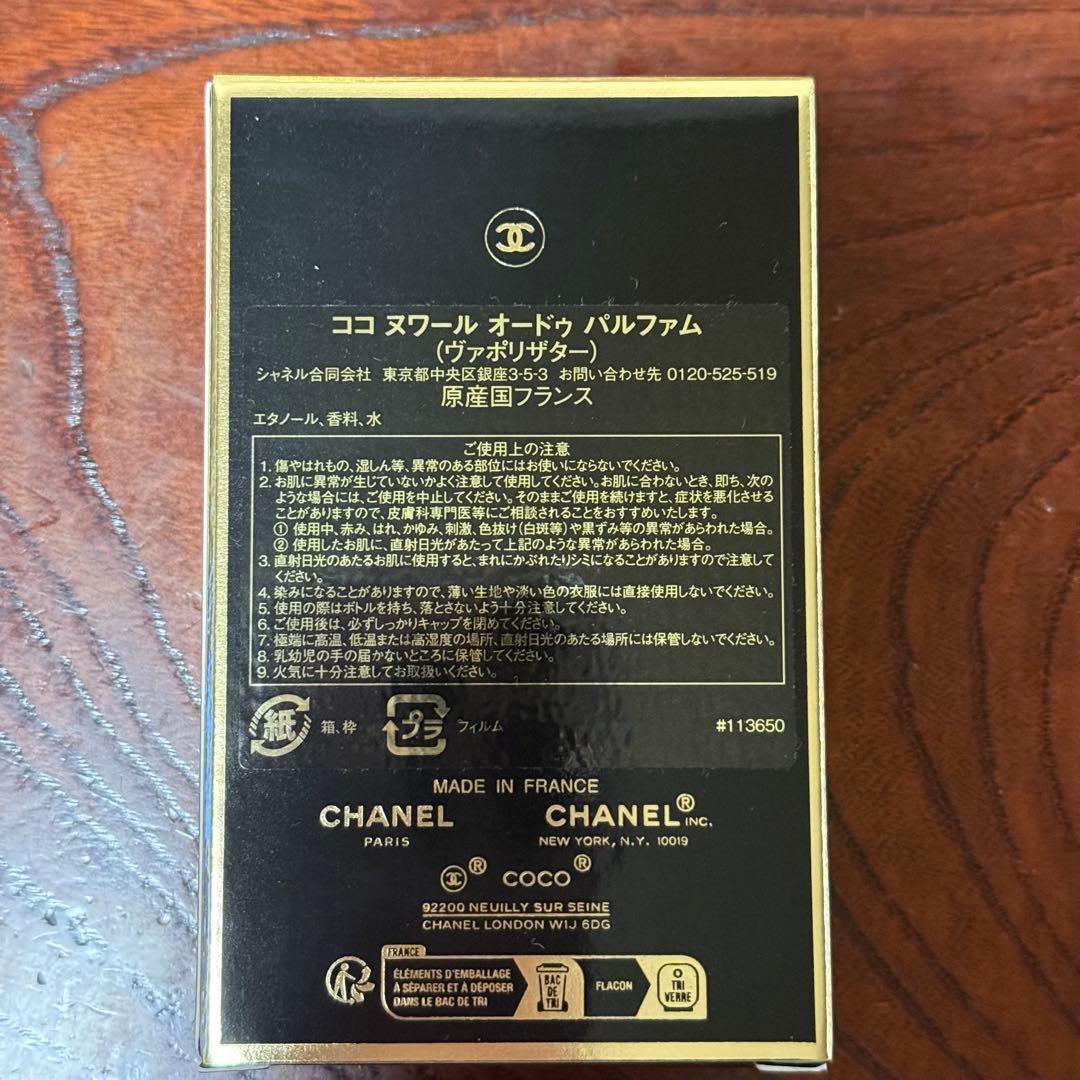 ココ ヌワール オードゥ パルファム
(ヴァポリザター)
シャネル合同会社 東京都中央区銀座3-5-3 お問い合わせ先 0120-525-519
原産国フランス
エタノール、香料、水
ご使用上の注意
1. 傷やはれもの、湿しん等、異常のある部位にはお使いにならないでください。
2. お肌に異常が生じていないかよく注意して使用してください。お肌に合わないとき、即ち、次の
ような場合には、ご使用を中止してください。そのままご使用を続けますと、症状を悪化させる
ことがありますので、皮膚科専門医等にご相談されることをおすすめいたします。
① 使用中、赤み、はれ、かゆみ、刺激、色抜け(白斑等)や黒ずみ等の異常があらわれた場合。
② 使用したお肌に、直射日光があたって上記のような異常があらわれた場合。
3. 直射日光のあたるお肌に使用すると、まれにかぶれたりシミになることがありますので注意して
ください。
4. 染みになることがありますので、薄い生地や淡い色の衣服には直接使用しないでください。
5. 使用の際はボトルを持ち、落とさないよう十分注意してください。
6. ご使用後は、必ずしっかりキャップを閉めてください。
7. 極端に高温、低温または高湿度の場所、直射日光のあたる場所には保管しないでください。
8. 乳幼児の手の届かないところに保管してください。
9. 火気に十分注意してお取扱いください。
紙 箱、枠 プラ フィルム #113650
MADE IN FRANCE
CHANEL CHANEL® INC.
PARIS NEW YORK, N.Y. 10019
® COCO®
92200 NEUILLY SUR SEINE
CHANEL LONDON W1J 6DG
FRANCE
ÉLÉMENTS D'EMBALLAGE
À SÉPARER ET À DÉPOSER
DANS LE BAC DE TRI
BAC
DE
TRI
FLACON
TRI
VERRE